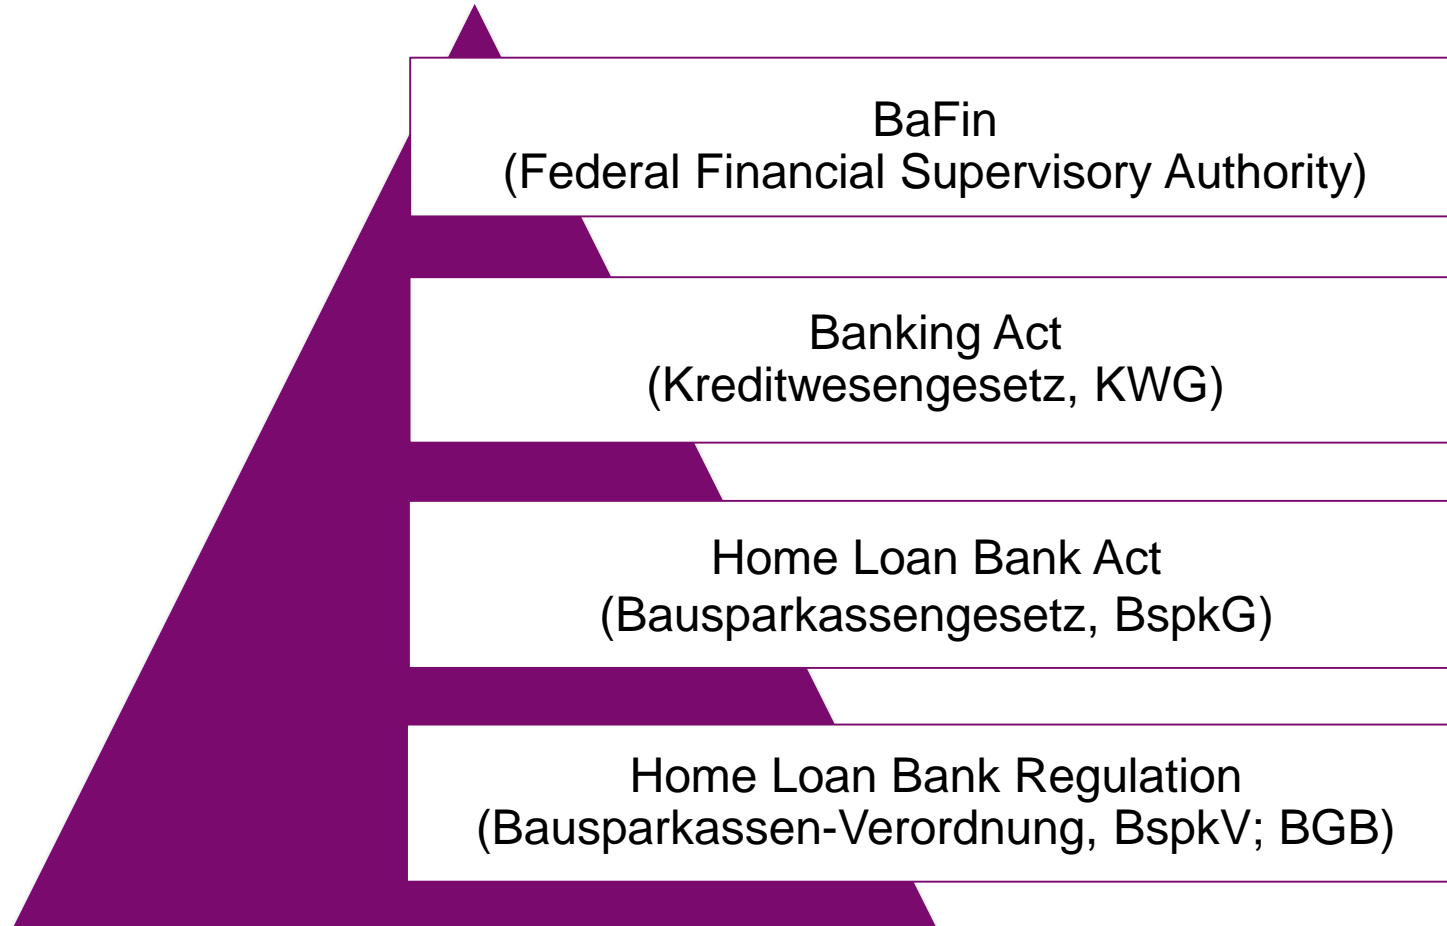 BaFin
(Federal Financial Supervisory Authority)
Banking Act
(Kreditwesengesetz, KWG)
Home Loan Bank Act
(Bausparkassengesetz, BspkG)
Home Loan Bank Regulation
(Bausparkassen-Verordnung, BspkV; BGB)